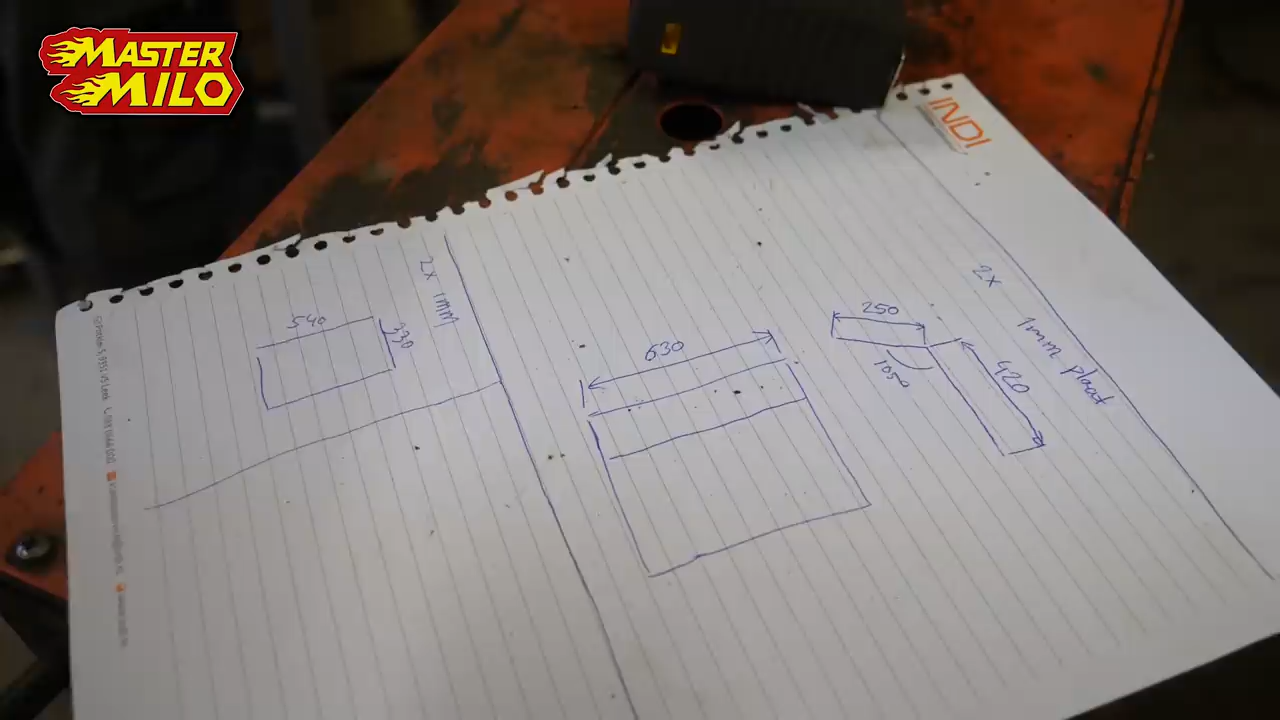 MASTER
MILO
INDI
2x 1mm
540
330
630
250
1050
420
2x
1mm plaat